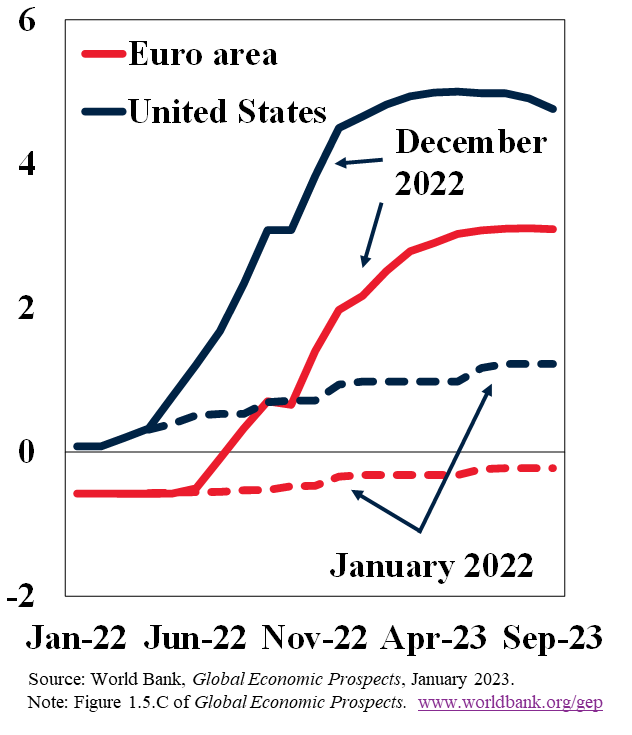 6
Euro area
United States
December
2022
4
2
0
January 2022
-2
Jan-22 Jun-22 Nov-22 Apr-23 Sep-23
Source: World Bank, Global Economic Prospects, January 2023.
Note: Figure 1.5.C of Global Economic Prospects. www.worldbank.org/gep